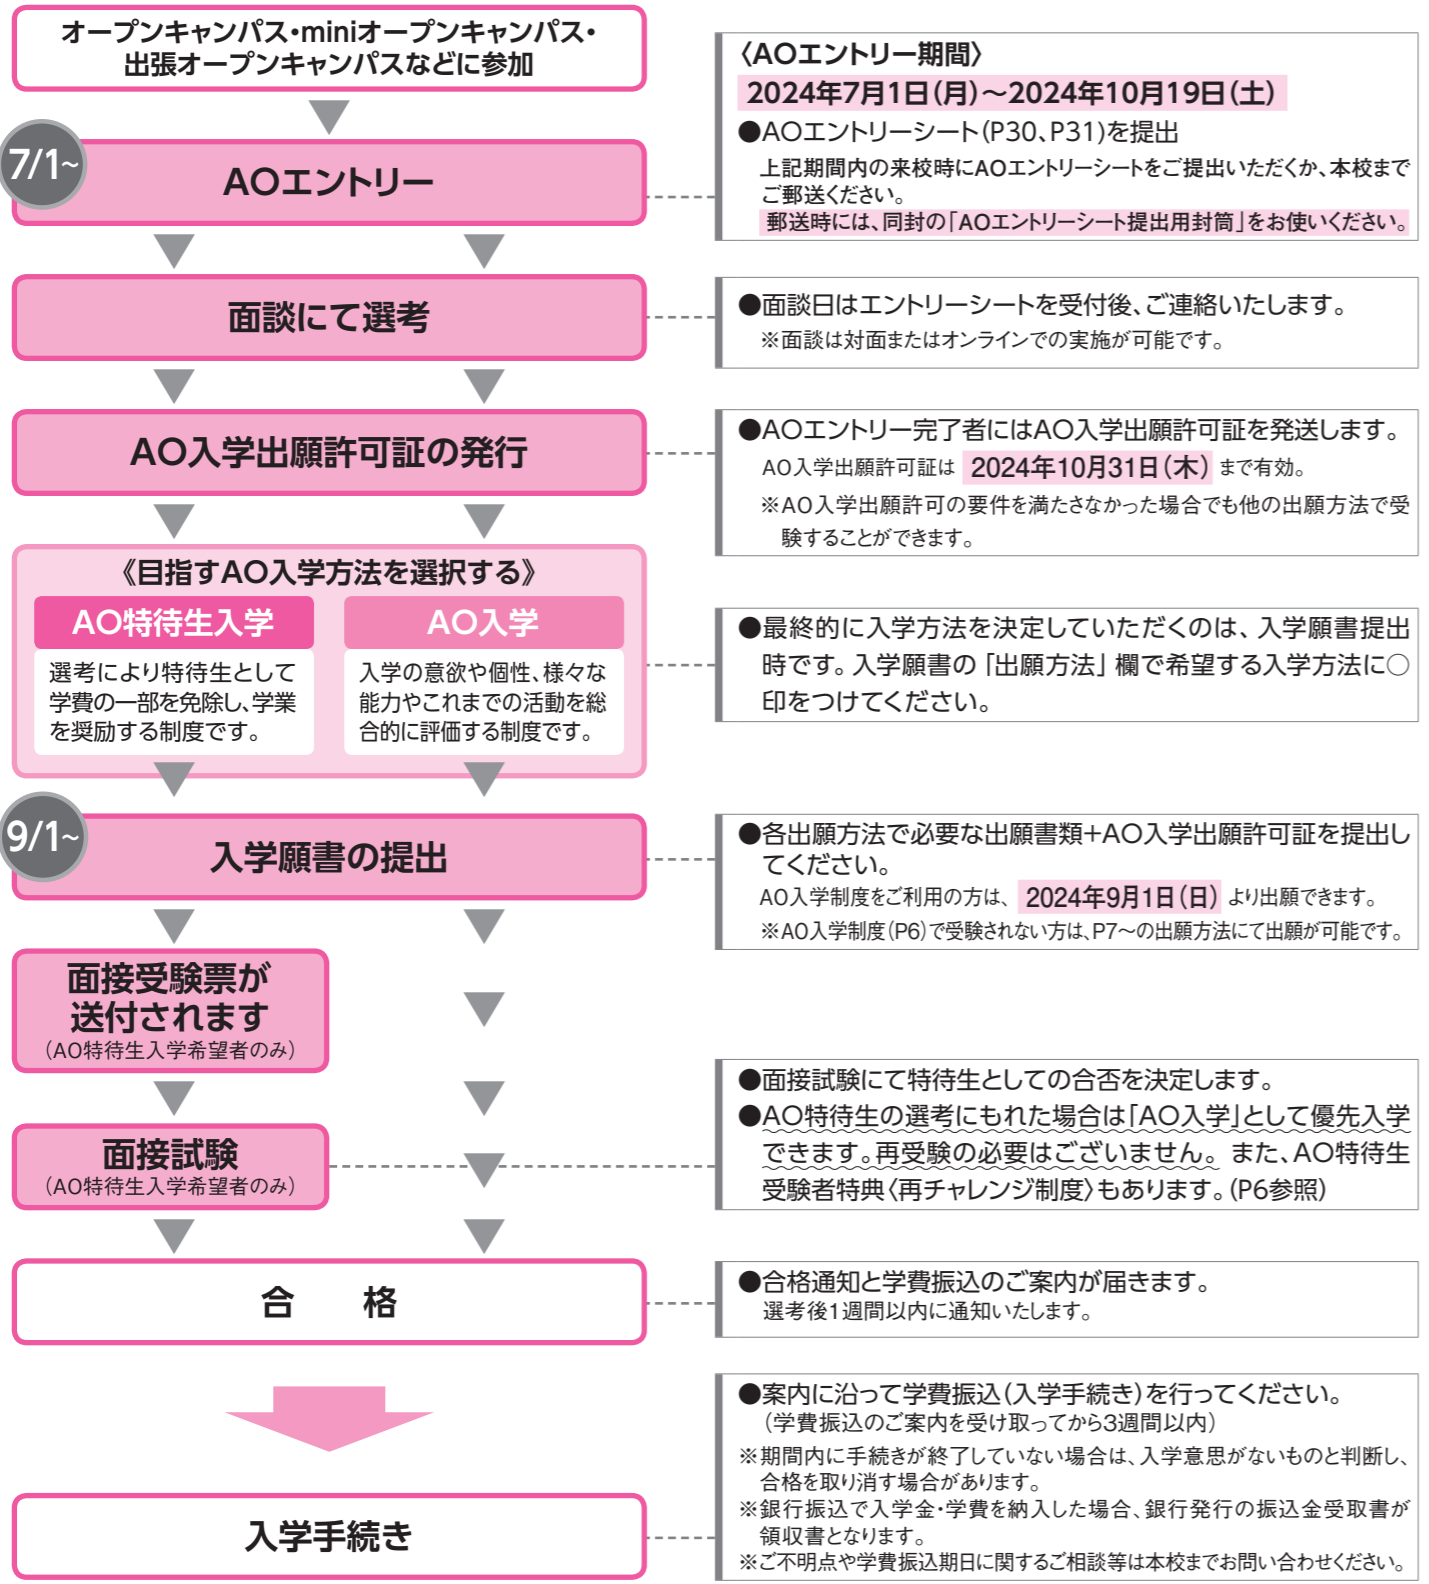 オープンキャンパス・miniオープンキャンパス・
出張オープンキャンパスなどに参加
7/1~
AOエントリー
〈AOエントリー期間〉
2024年7月1日(月)〜2024年10月19日(土)
●AOエントリーシート(P30、P31)を提出
上記期間内の来校時にAOエントリーシートをご提出いただくか、本校まで
ご郵送ください。
郵送時には、同封の「AOエントリーシート提出用封筒」をお使いください。
面談にて選考
●面談日はエントリーシートを受付後、ご連絡いたします。
※面談は対面またはオンラインでの実施が可能です。
AO入学出願許可証の発行
●AOエントリー完了者にはAO入学出願許可証を発送します。
AO入学出願許可証は 2024年10月31日(木) まで有効。
※AO入学出願許可の要件を満たさなかった場合でも他の出願方法で受
験することができます。
《目指すAO入学方法を選択する》
AO特待生入学
選考により特待生として
学費の一部を免除し、学業
を奨励する制度です。
AO入学
入学の意欲や個性、様々な
能力やこれまでの活動を総
合的に評価する制度です。
●最終的に入学方法を決定していただくのは、入学願書提出
時です。入学願書の「出願方法」欄で希望する入学方法に○
印をつけてください。
9/1~
入学願書の提出
●各出願方法で必要な出願書類+AO入学出願許可証を提出し
てください。
AO入学制度をご利用の方は、 2024年9月1日(日) より出願できます。
※AO入学制度(P6)で受験されない方は、P7〜の出願方法にて出願が可能です。
面接受験票が
送付されます
(AO特待生入学希望者のみ)
面接試験
(AO特待生入学希望者のみ)
●面接試験にて特待生としての合否を決定します。
●AO特待生の選考にもれた場合は「AO入学」として優先入学
できます。再受験の必要はございません。また、AO特待生
受験者特典〈再チャレンジ制度〉もあります。(P6参照)
合 格
●合格通知と学費振込のご案内が届きます。
選考後1週間以内に通知いたします。
入学手続き
●案内に沿って学費振込(入学手続き)を行ってください。
(学費振込のご案内を受け取ってから3週間以内)
※期間内に手続きが終了していない場合は、入学意思がないものと判断し、
合格を取り消す場合があります。
※銀行振込で入学金・学費を納入した場合、銀行発行の振込金受取書が
領収書となります。
※ご不明点や学費振込期日に関するご相談等は本校までお問い合わせください。